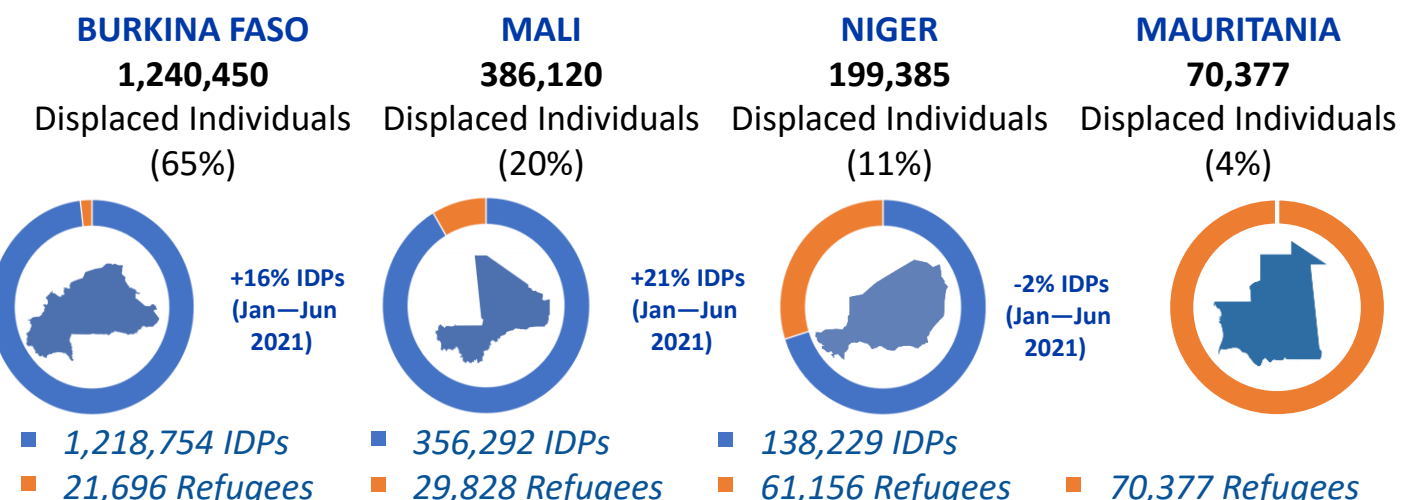 BURKINA FASO
1,240,450
Displaced Individuals
(65%)
+16% IDPs
(Jan—Jun
2021)
1,218,754 IDPs
21,696 Refugees
MALI
386,120
Displaced Individuals
(20%)
+21% IDPs
(Jan—Jun
2021)
356,292 IDPs
29,828 Refugees
NIGER
199,385
Displaced Individuals
(11%)
-2% IDPs
(Jan—Jun
2021)
138,229 IDPs
61,156 Refugees
MAURITANIA
70,377
Displaced Individuals
(4%)
70,377 Refugees